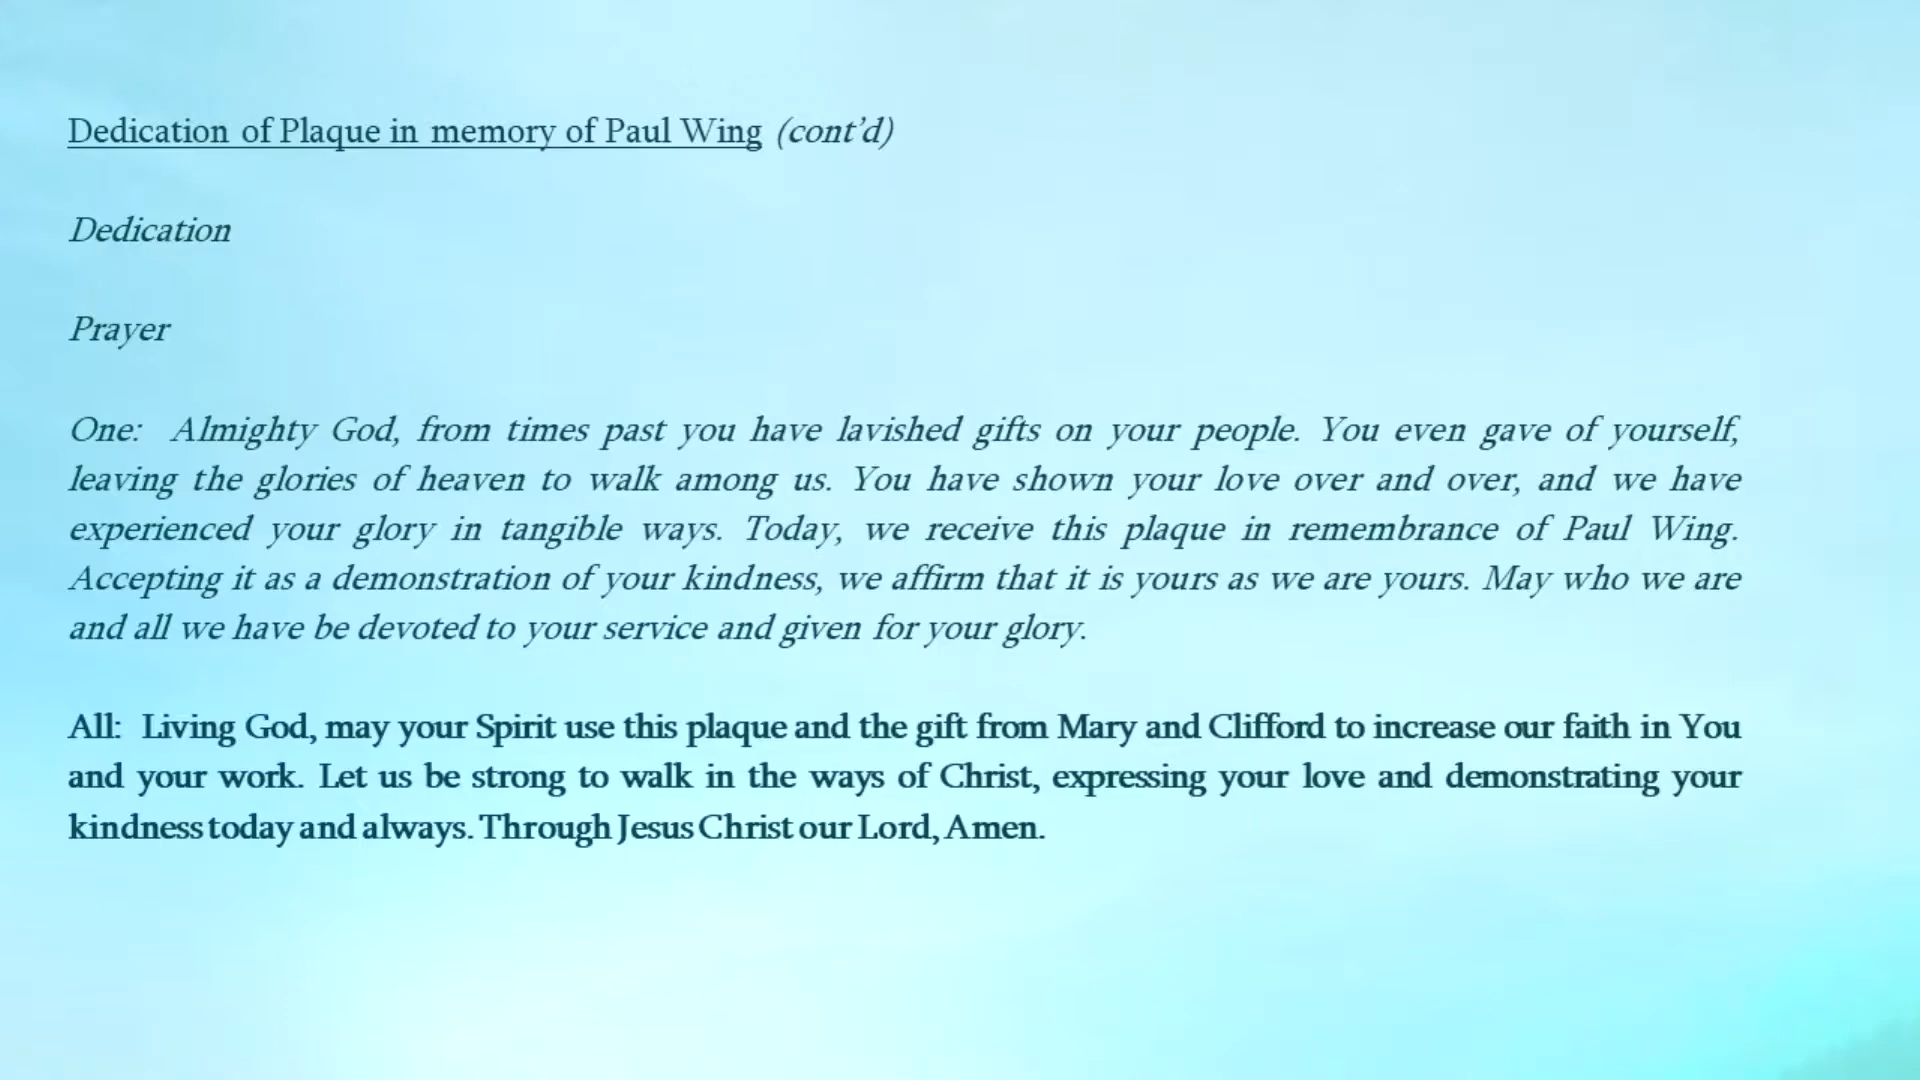 Dedication of Plaque in memory of Paul Wing (cont’d)
Dedication
Prayer
One: Almighty God, from times past you have lavished gifts on your people. You even gave of yourself,
leaving the glories of heaven to walk among us. You have shown your love over and over, and we have
experienced your glory in tangible ways. Today, we receive this plaque in remembrance of Paul Wing.
Accepting it as a demonstration of your kindness, we affirm that it is yours as we are yours. May who we are
and all we have be devoted to your service and given for your glory.
All: Living God, may your Spirit use this plaque and the gift from Mary and Clifford to increase our faith in You
and your work. Let us be strong to walk in the ways of Christ, expressing your love and demonstrating your
kindness today and always. Through Jesus Christ our Lord, Amen.